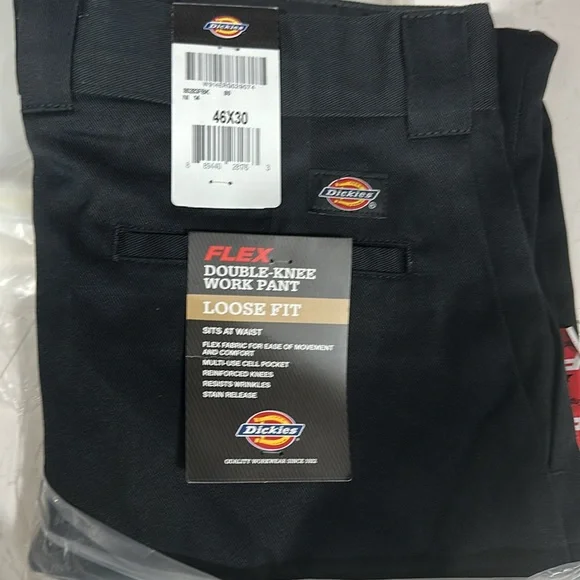 Dickies
46X30
Dickies
FLEX
DOUBLE-KNEE
WORK PANT
LOOSE FIT
SITS AT WAIST
FLEX FABRIC FOR EASE OF MOVEMENT
AND COMFORT
MULTI-USE CELL POCKET
REINFORCED KNEES
RESISTS WRINKLES
STAIN RELEASE
Dickies
QUALITY WORKWEAR SINCE 1922